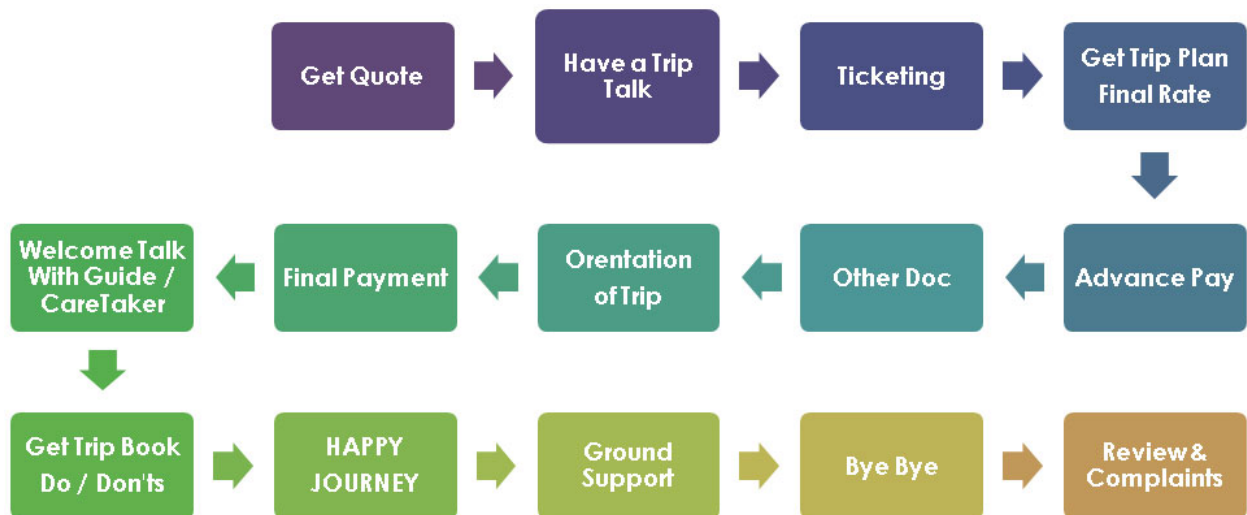 Get Quote
Have a Trip
Talk
Ticketing
Get Trip Plan
Final Rate
Advance Pay
Other Doc
Orentation
of Trip
Final Payment
Welcome Talk
With Guide /
CareTaker
Get Trip Book
Do / Don'ts
HAPPY
JOURNEY
Ground
Support
Bye Bye
Review &
Complaints